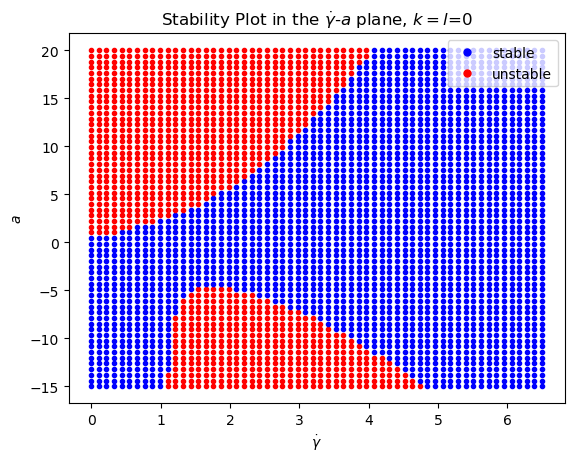 Stability Plot in the γ̇-a plane, k = l=0
stable
unstable
a
20
15
10
5
0
−5
−10
−15
0 1 2 3 4 5 6
γ̇